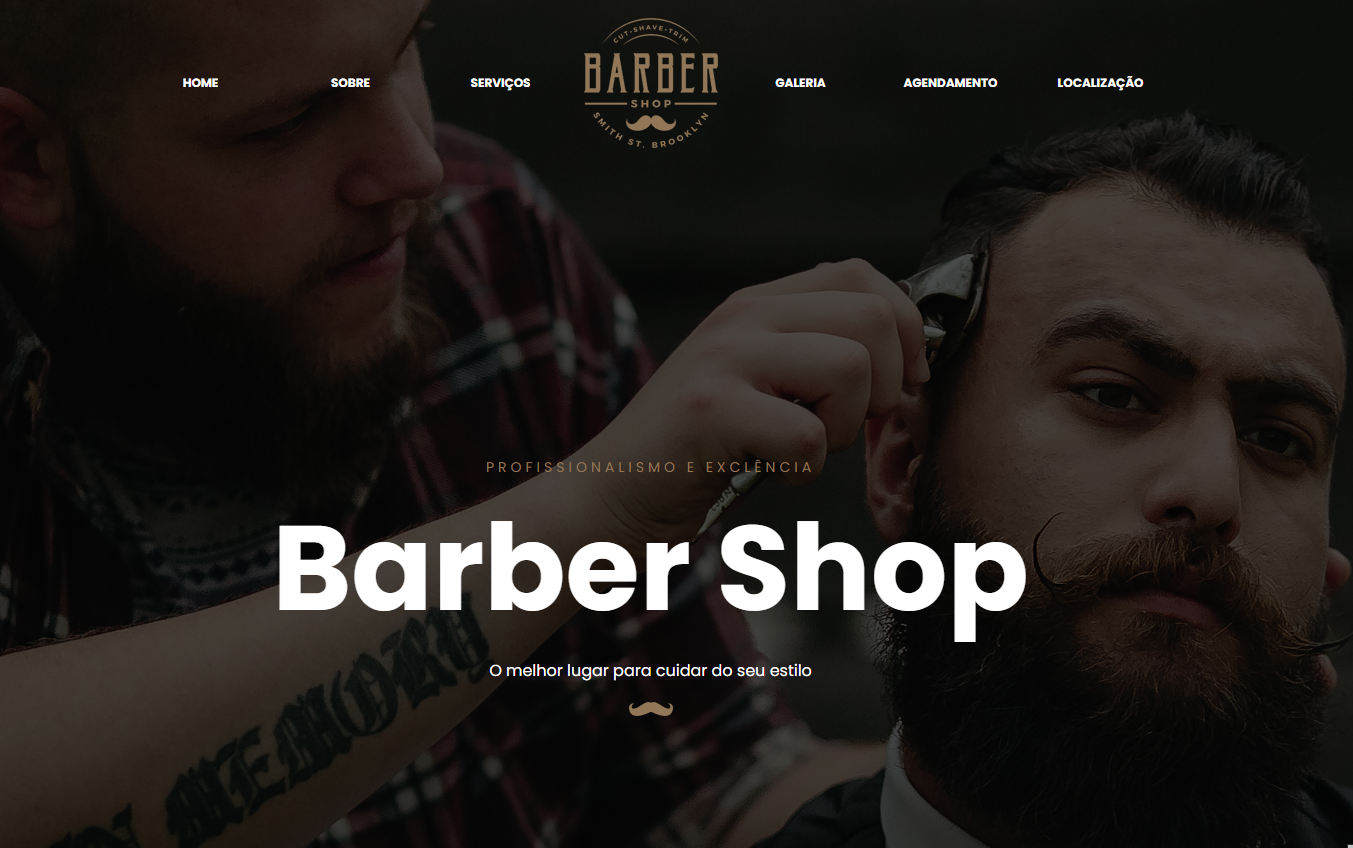 CUT-SHAVE-TRIM
HOME SOBRE SERVIÇOS BARBER GALERIA AGENDAMENTO LOCALIZAÇÃO
SHOP
SMITH ST. BROOKLYN
PROFISSIONALISMO E EXCLÊNCIA
Barber Shop
O melhor lugar para cuidar do seu estilo
MEMORY